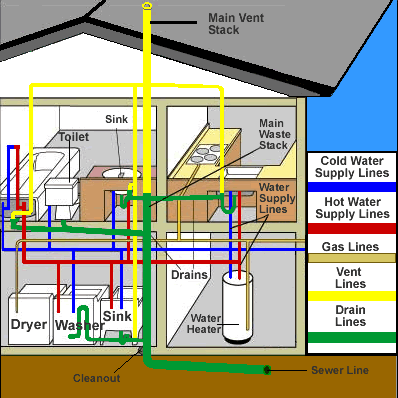 Main Vent
Stack
Sink
Toilet
Main
Waste
Stack
Water
Supply
Lines
Drains
Dryer
Washer
Sink
Water
Heater
Cleanout
Sewer Line
Cold Water
Supply Lines
Hot Water
Supply Lines
Gas Lines
Vent
Lines
Drain
Lines